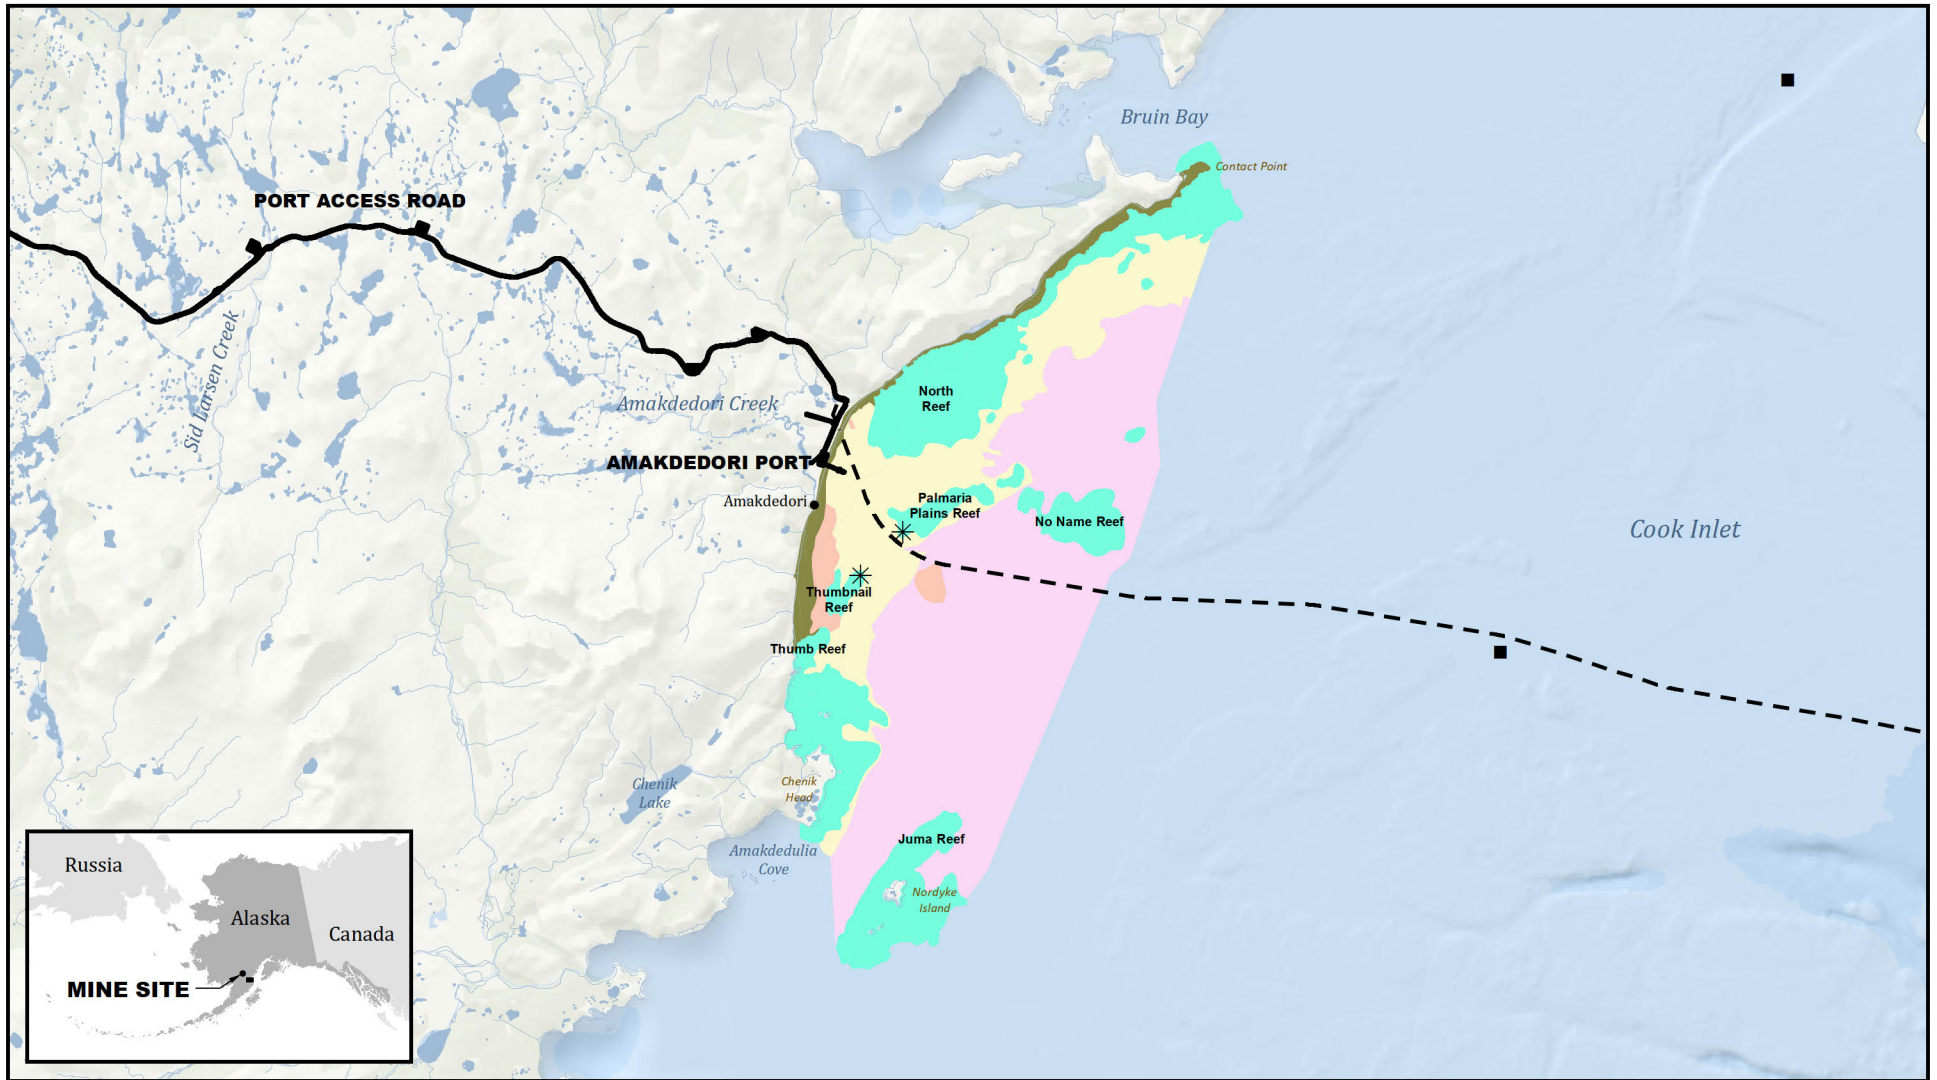 Bruin Bay
Contact Point
PORT ACCESS ROAD
Sid Larsen Creek
North
Reef
Amakdedori Creek
AMAKDEDORI PORT
Amakdedori
Palmaria
Plains Reef
No Name Reef
Cook Inlet
Thumbnail
Reef
Thumb Reef
Chenik
Lake
Chenik
Head
Juma Reef
Amakdedulia
Cove
Nordyke
Island
Russia
Alaska
Canada
MINE SITE